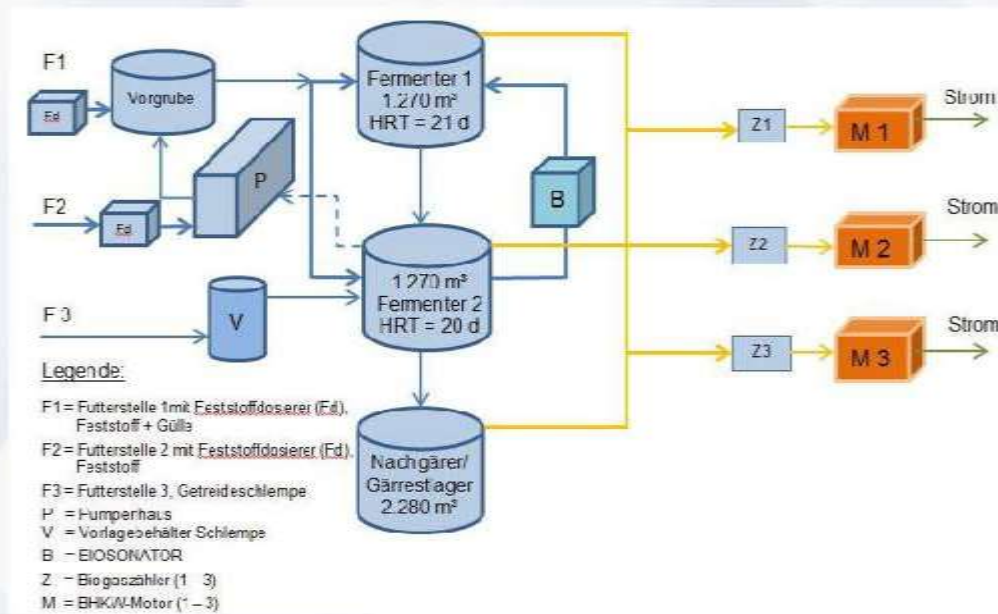 F1
Fd
Vorgrube
Fermenter 1
1.270 m³
HRT = 21 d
Z1
M 1
Strom
F2
Fd
P
B
Z2
M 2
Strom
F3
V
1.270 m³
Fermenter 2
HRT = 20 d
Z3
M 3
Strom
Nachgärer/
Gärrestlager
2.280 m³
Legende:
F1 = Futterstelle 1mit Feststoffdosierer (Fd),
Feststoff + Gülle
F2 = Futterstelle 2 mit Feststoffdosierer (Fd),
Feststoff
F3 = Futterstelle 3, Getreideschlempe
P = Pumpenhaus
V = Vorlagebehälter Schlempe
B = BIOSONATOR
Z = Biogaszähler (1 – 3)
M = BHKW-Motor (1 – 3)